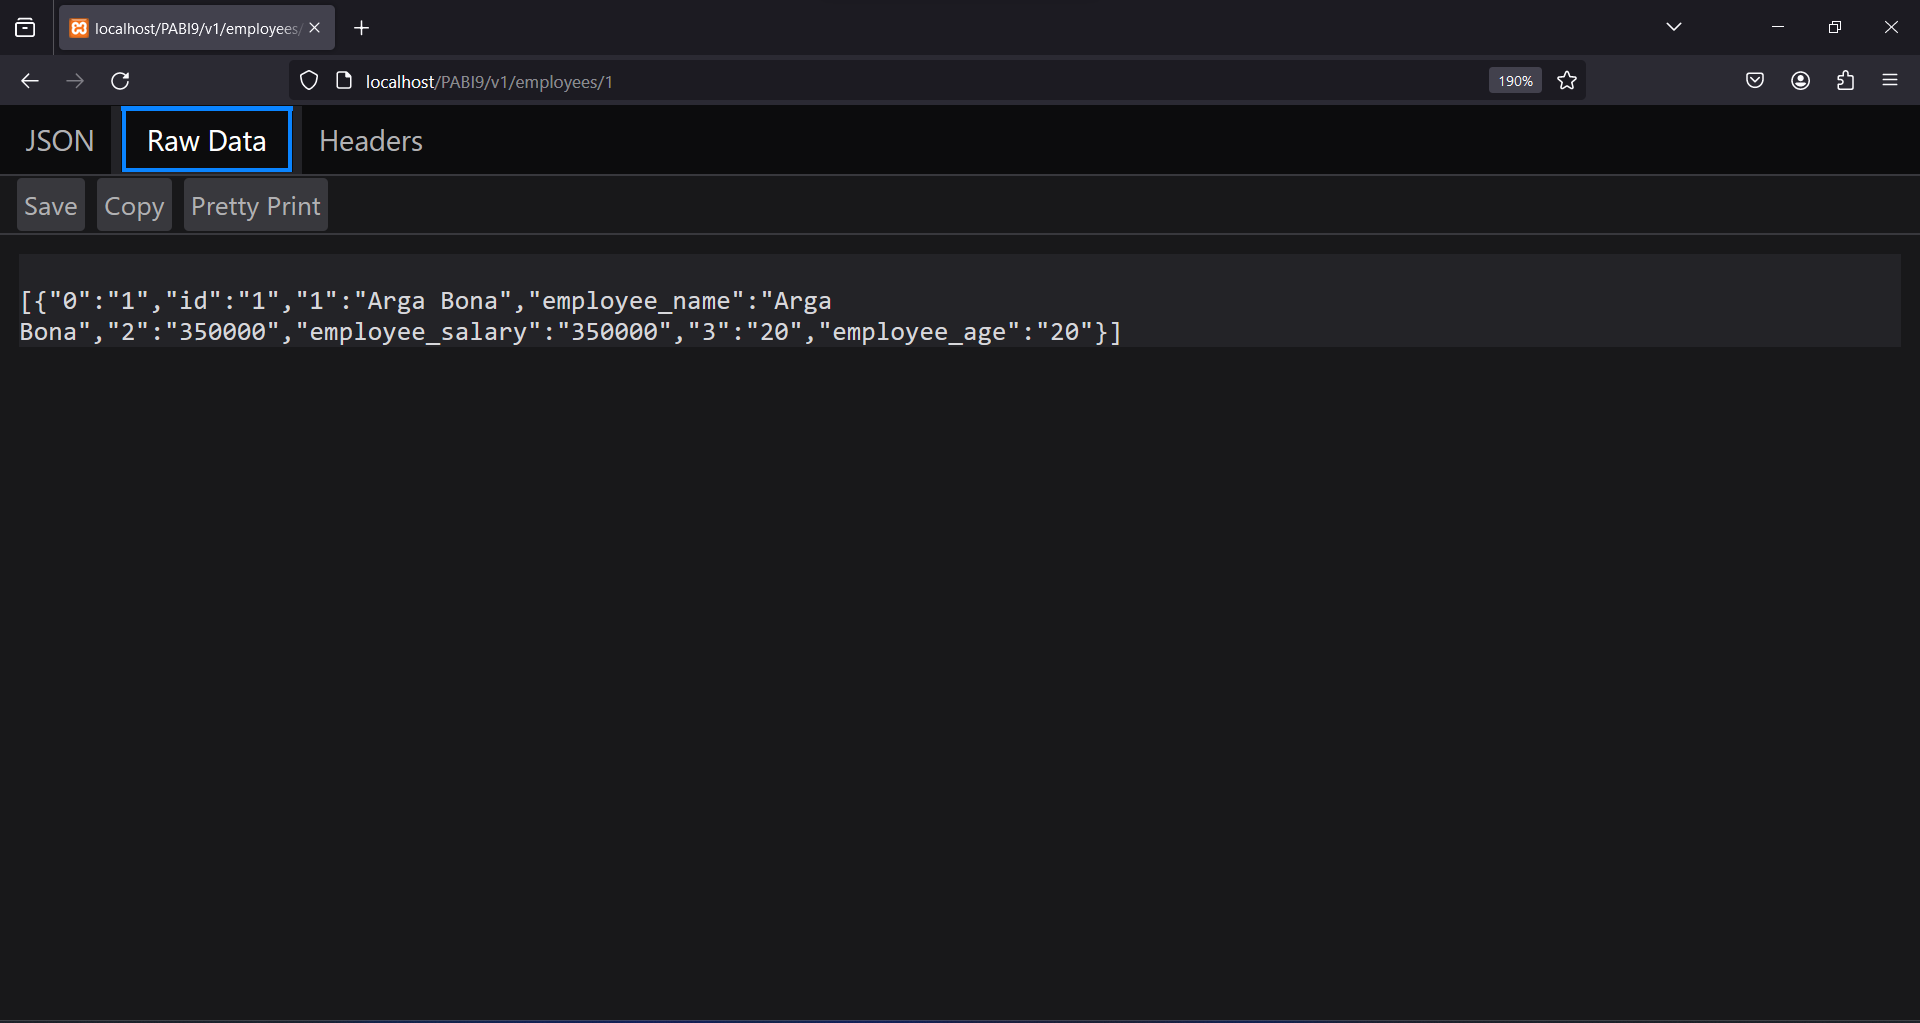 localhost/PABI9/v1/employees/
localhost/PABI9/v1/employees/1
190%
JSON
Raw Data
Headers
Save
Copy
Pretty Print
[{"0":"1","id":"1","1":"Arga Bona","employee_name":"Arga
Bona","2":"350000","employee_salary":"350000","3":"20","employee_age":"20"}]